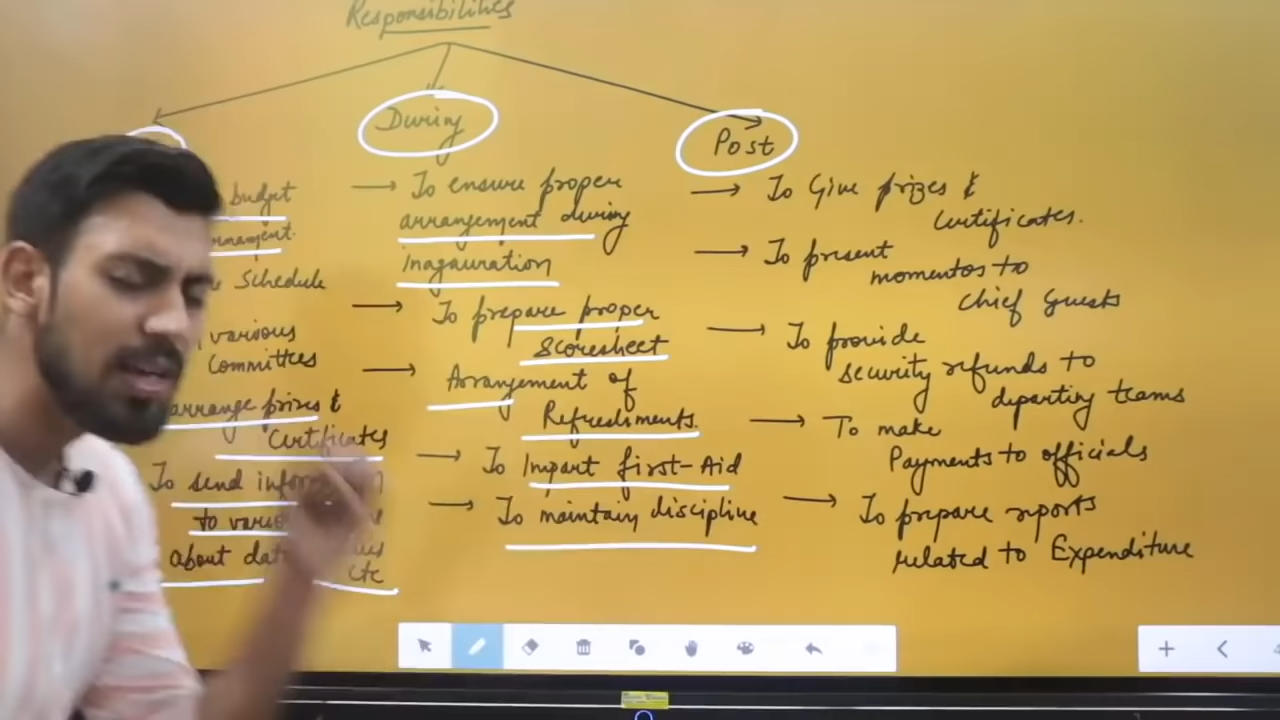 Responsibilities
During
Post
budget
Schedule
various
Committees
arrange prizes &
Certificates
To send
to
about
etc
→ To ensure proper
arrangement during
inagauration
→ To prepare proper
Scoresheet
→ Arrangement of
Refreshments.
→ To Impart first-Aid
→ To maintain discipline
→ To Give prizes &
Certificates.
→ To present
momentos to
Chief Guests
→ To provide
security refunds to
departing teams
→ To make
Payments to officials
→ To prepare reports
related to Expenditure